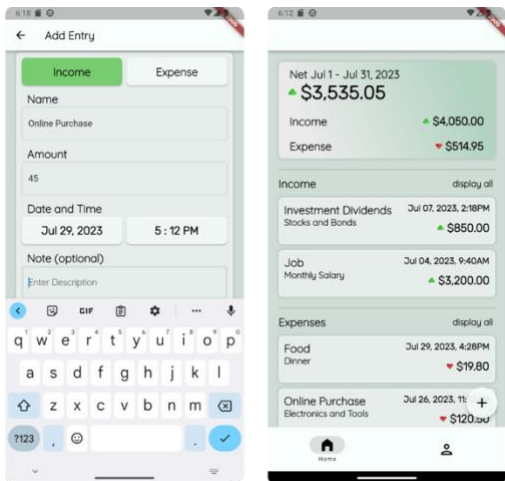 6:18
Add Entry
Income Expense
Name
Online Purchase
Amount
45
Date and Time
Jul 29, 2023 5 : 12 PM
Note (optional)
Enter Description
GIF
q w e r t y u i o p
a s d f g h j k l
z x c v b n m
?123 , .
6:12
Net Jul 1 - Jul 31, 2023
$3,535.05
Income $4,050.00
Expense $514.95
Income display all
Investment Dividends Jul 07, 2023, 2:18PM
Stocks and Bonds
$850.00
Job Jul 04, 2023, 9:40AM
Monthly Salary
$3,200.00
Expenses display all
Food Jul 29, 2023, 4:28PM
Dinner
$19.80
Online Purchase Jul 26, 2023, 11:
Electronics and Tools
$120.50
Home